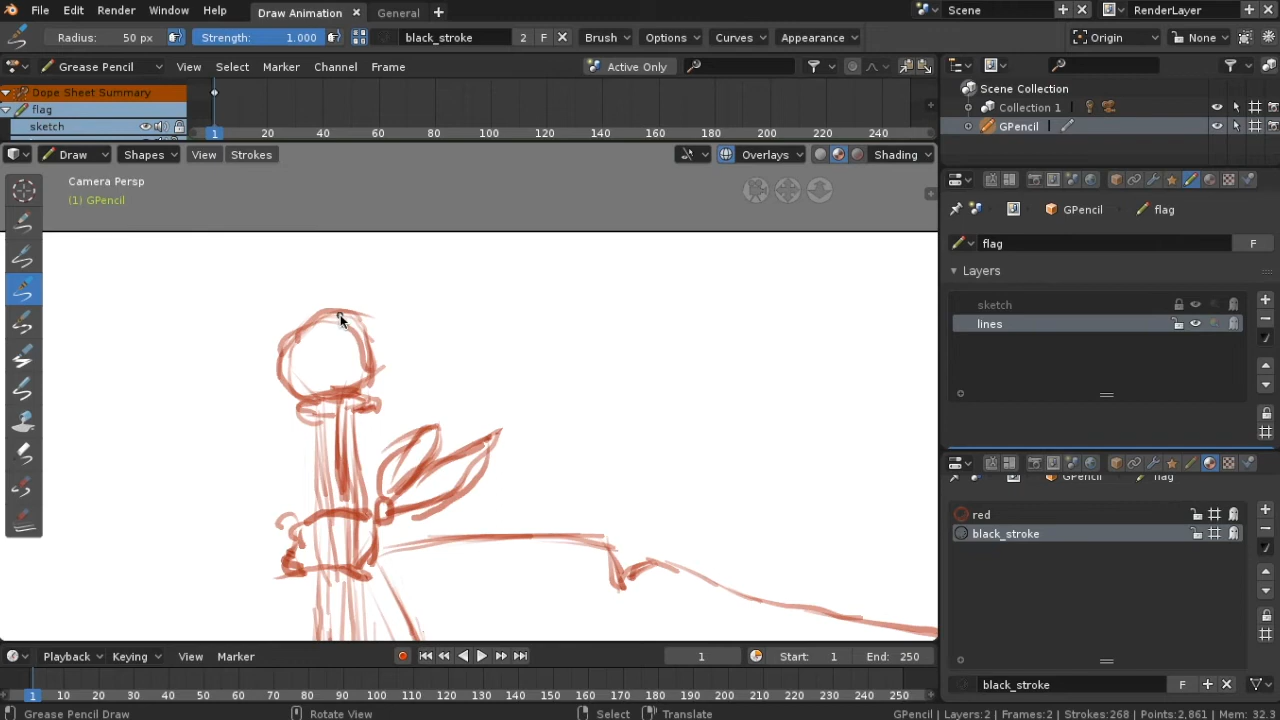 File Edit Render Window Help Draw Animation General Scene RenderLayer
Radius: 50 px Strength: 1.000 black_stroke 2 F Brush Options Curves Appearance Origin None
Grease Pencil View Select Marker Channel Frame Active Only
Dope Sheet Summary
flag
sketch
1 20 40 60 80 100 120 140 160 180 200 220 240
Scene Collection
Collection 1
GPencil
Draw Shapes View Strokes Overlays Shading
Camera Persp
(1) GPencil
GPencil flag
flag F
Layers
sketch
lines
GPencil flag
red
black_stroke
black_stroke F
Playback Keying View Marker 1 Start: 1 End: 250
1 10 20 30 40 50 60 70 80 90 100 110 120 130 140 150 160 170 180 190 200 210 220 230 240 250
Grease Pencil Draw Rotate View Select Translate GPencil | Layers:2 | Frames:2 | Strokes:268 | Points:2,861 | Mem: 32.3